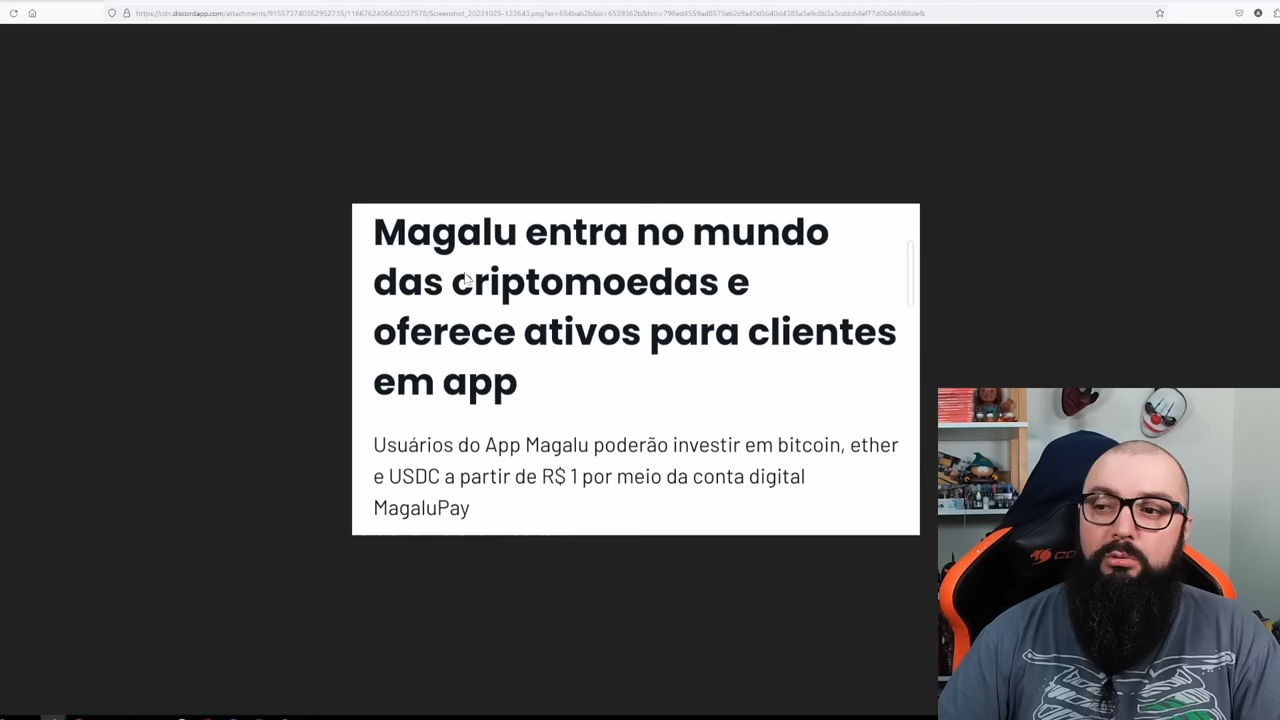 Magalu entra no mundo
das criptomoedas e
oferece ativos para clientes
em app
Usuários do App Magalu poderão investir em bitcoin, ether
e USDC a partir de R$ 1 por meio da conta digital
MagaluPay